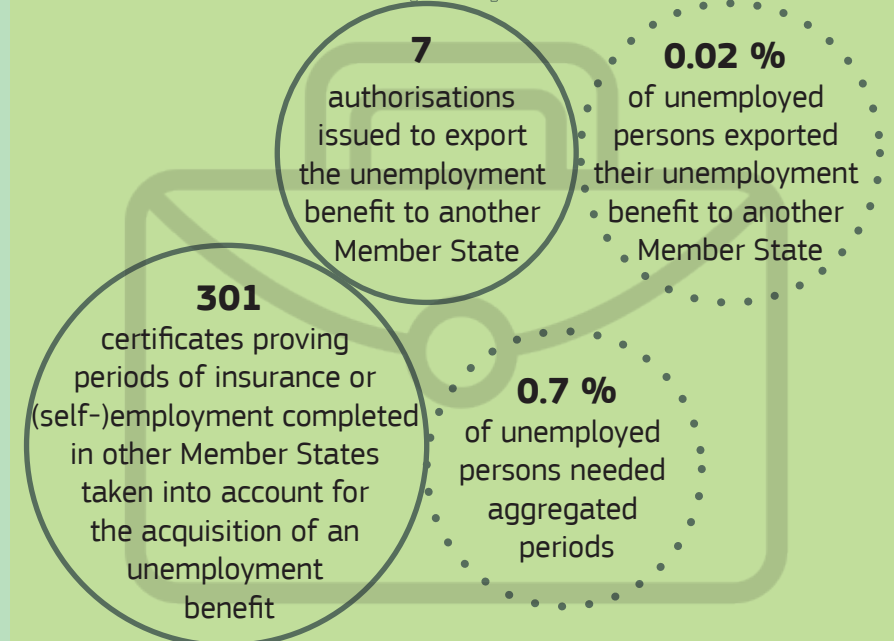 7
authorisations
issued to export
the unemployment
benefit to another
Member State
0.02 %
of unemployed
persons exported
their unemployment
benefit to another
Member State
301
certificates proving
periods of insurance or
(self-)employment completed
in other Member States
taken into account for
the acquisition of an
unemployment
benefit
0.7 %
of unemployed
persons needed
aggregated
periods